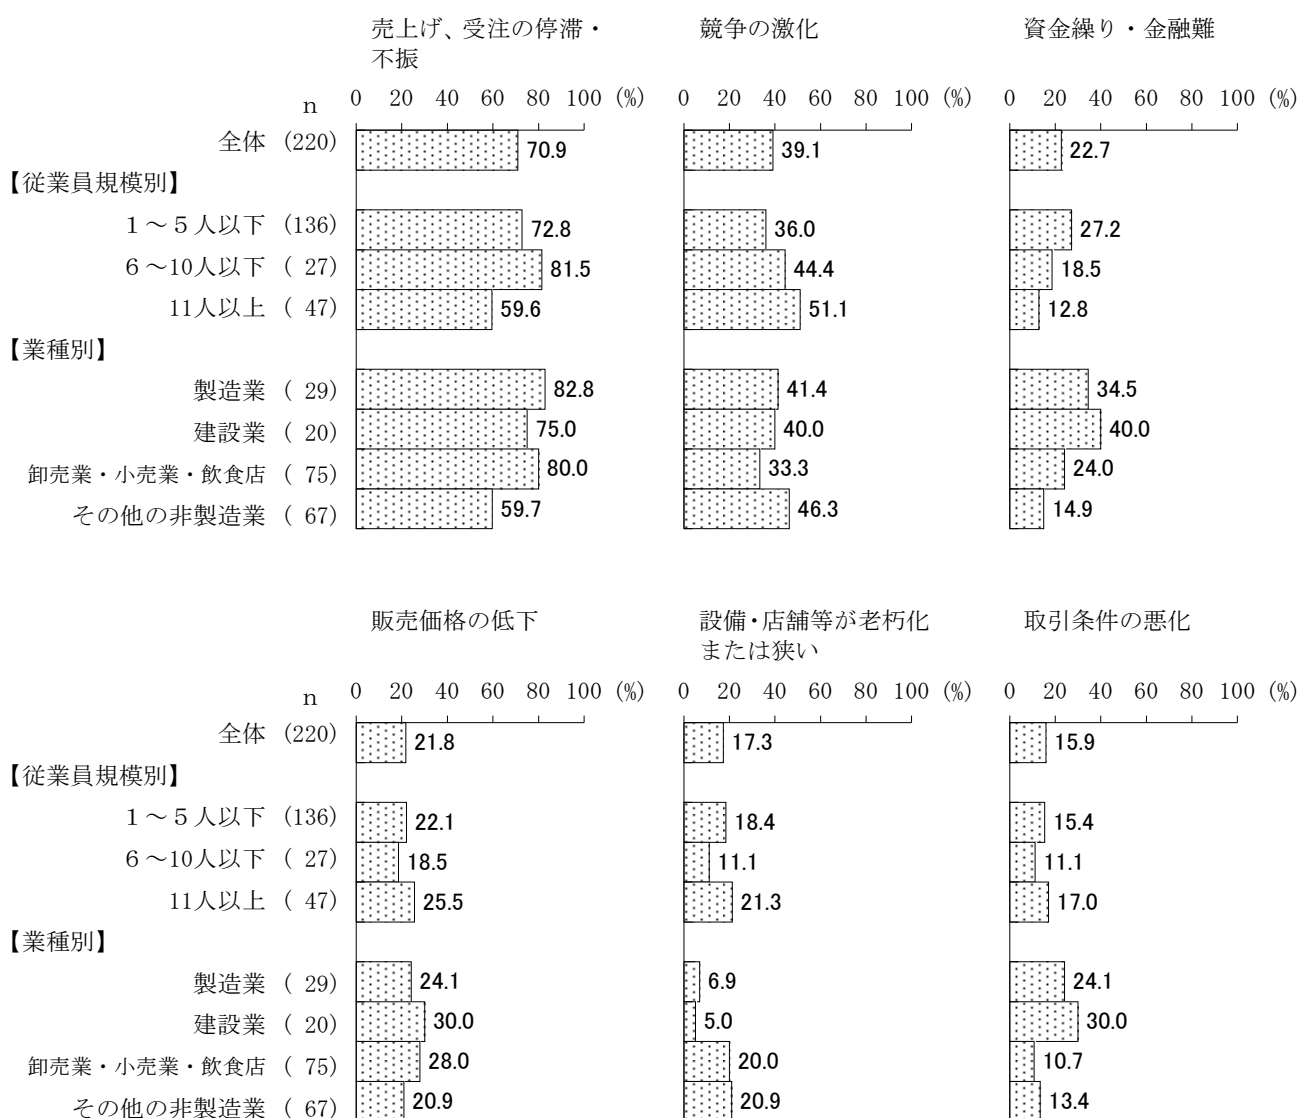 売上げ、受注の停滞・ 競争の激化 資金繰り・金融難
不振
n 0 20 40 60 80 100 (%) 0 20 40 60 80 100 (%) 0 20 40 60 80 100 (%)
全体 (220) 70.9 39.1 22.7
【従業員規模別】
１～５人以下 (136) 72.8 36.0 27.2
６～10人以下 ( 27) 81.5 44.4 18.5
11人以上 ( 47) 59.6 51.1 12.8
【業種別】
製造業 ( 29) 82.8 41.4 34.5
建設業 ( 20) 75.0 40.0 40.0
卸売業・小売業・飲食店 ( 75) 80.0 33.3 24.0
その他の非製造業 ( 67) 59.7 46.3 14.9
販売価格の低下 設備・店舗等が老朽化 取引条件の悪化
または狭い
n 0 20 40 60 80 100 (%) 0 20 40 60 80 100 (%) 0 20 40 60 80 100 (%)
全体 (220) 21.8 17.3 15.9
【従業員規模別】
１～５人以下 (136) 22.1 18.4 15.4
６～10人以下 ( 27) 18.5 11.1 11.1
11人以上 ( 47) 25.5 21.3 17.0
【業種別】
製造業 ( 29) 24.1 6.9 24.1
建設業 ( 20) 30.0 5.0 30.0
卸売業・小売業・飲食店 ( 75) 28.0 20.0 10.7
その他の非製造業 ( 67) 20.9 20.9 13.4